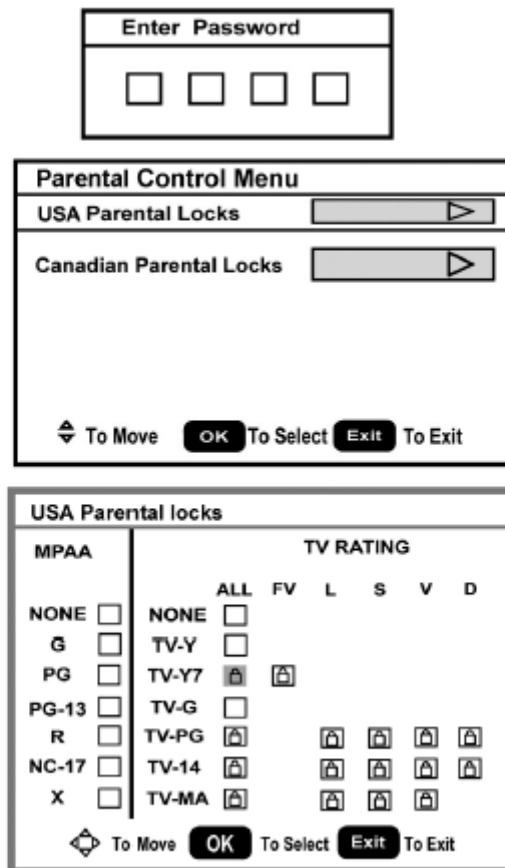 Enter Password
Parental Control Menu
USA Parental Locks
Canadian Parental Locks
To Move OK To Select Exit To Exit
USA Parental locks
MPAA TV RATING
ALL FV L S V D
NONE NONE
G TV-Y
PG TV-Y7
PG-13 TV-G
R TV-PG
NC-17 TV-14
X TV-MA
To Move OK To Select Exit To Exit